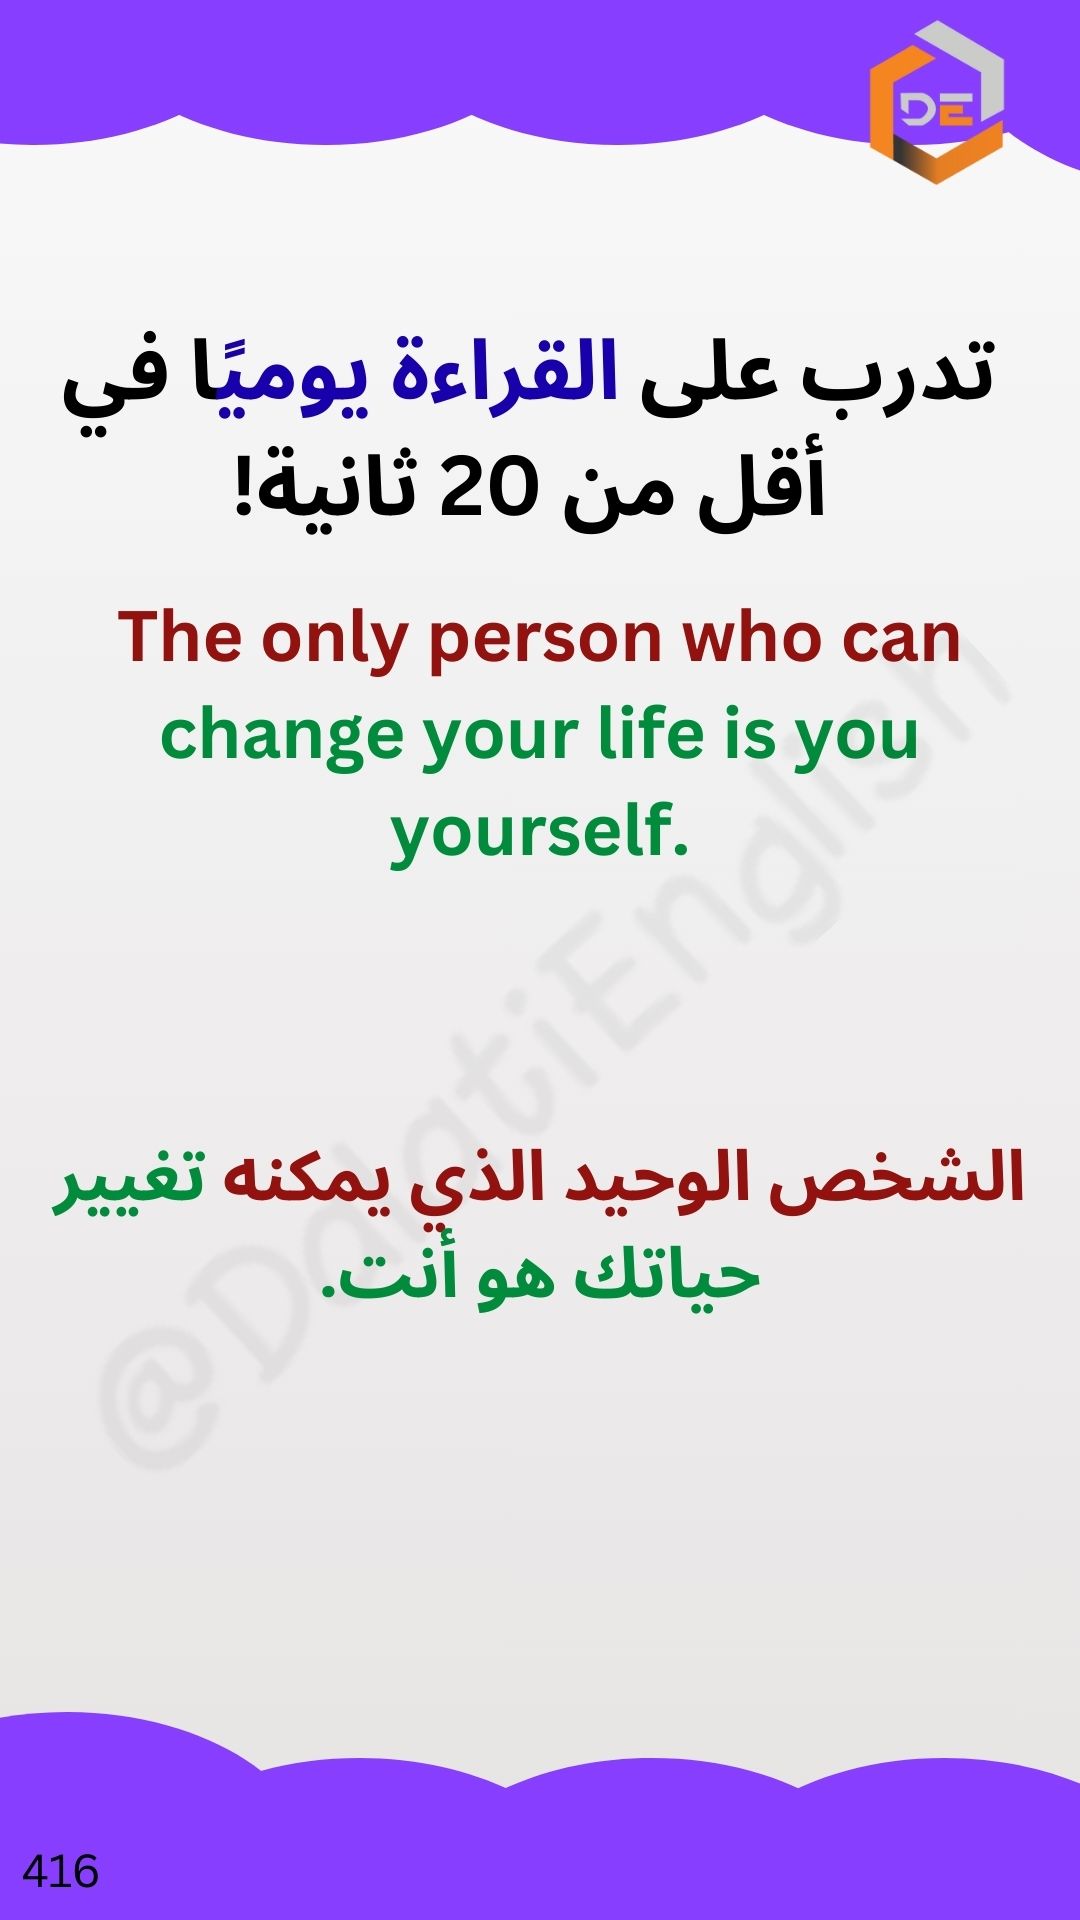 DE
تدرب على القراءة يوميًا في
أقل من 20 ثانية!
The only person who can
change your life is you
yourself.
@DalatiEnglish
الشخص الوحيد الذي يمكنه تغيير
حياتك هو أنت.
416